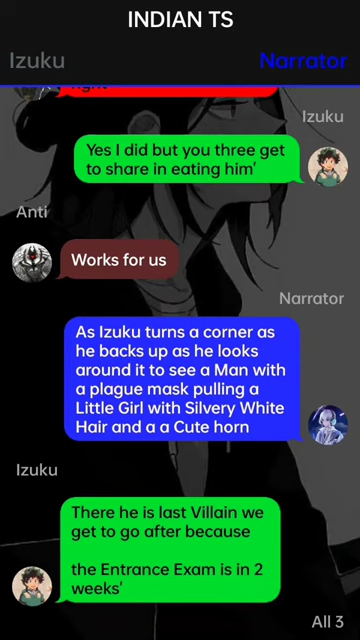 INDIAN TS
Izuku
Narrator
right
Izuku
Yes I did but you three get
to share in eating him'
Anti
Works for us
Narrator
As Izuku turns a corner as
he backs up as he looks
around it to see a Man with
a plague mask pulling a
Little Girl with Silvery White
Hair and a a Cute horn
Izuku
There he is last Villain we
get to go after because
the Entrance Exam is in 2
weeks'
All 3